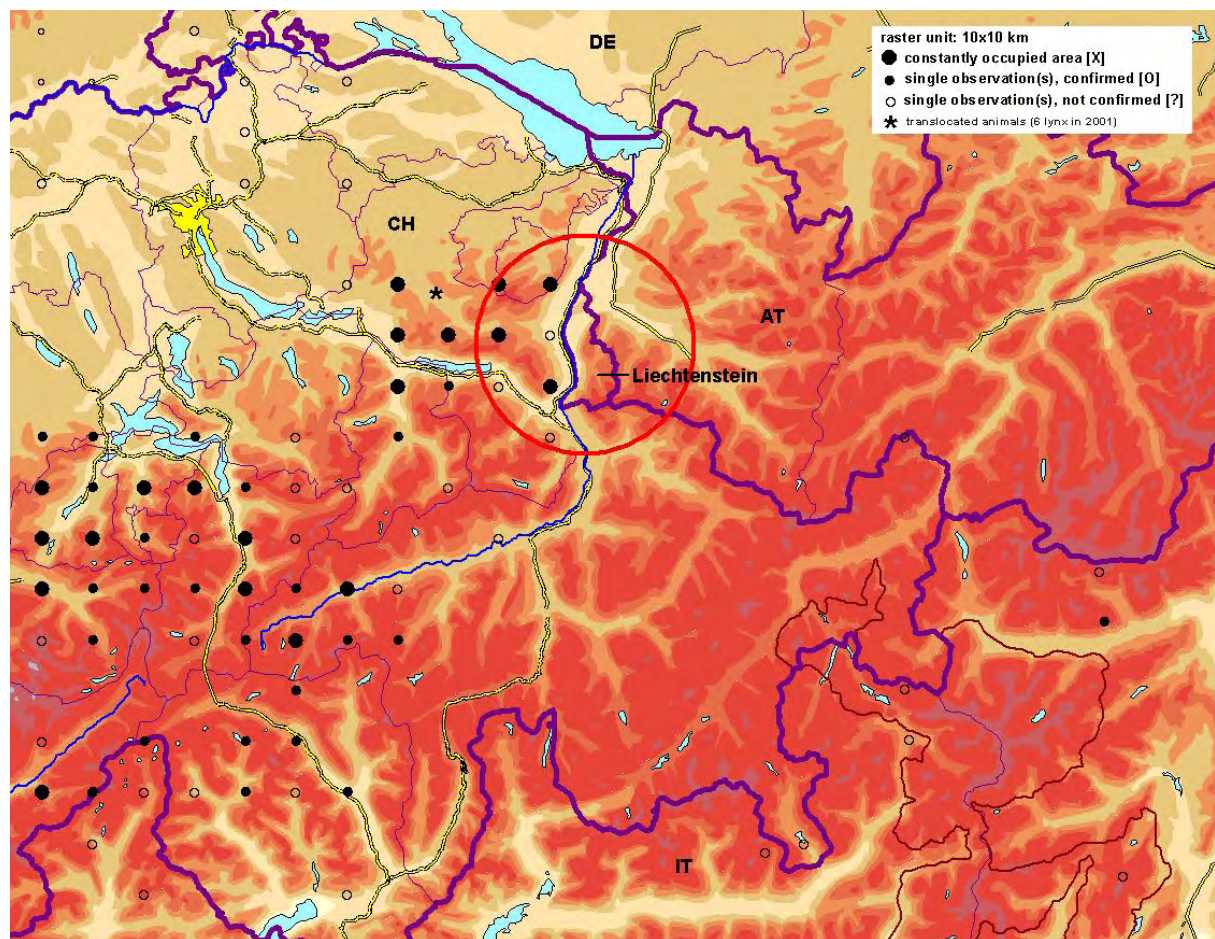 DE
raster unit: 10x10 km
constantly occupied area [X]
single observation(s), confirmed [O]
single observation(s), not confirmed [?]
translocated animals (6 lynx in 2001)
CH
AT
Liechtenstein
IT